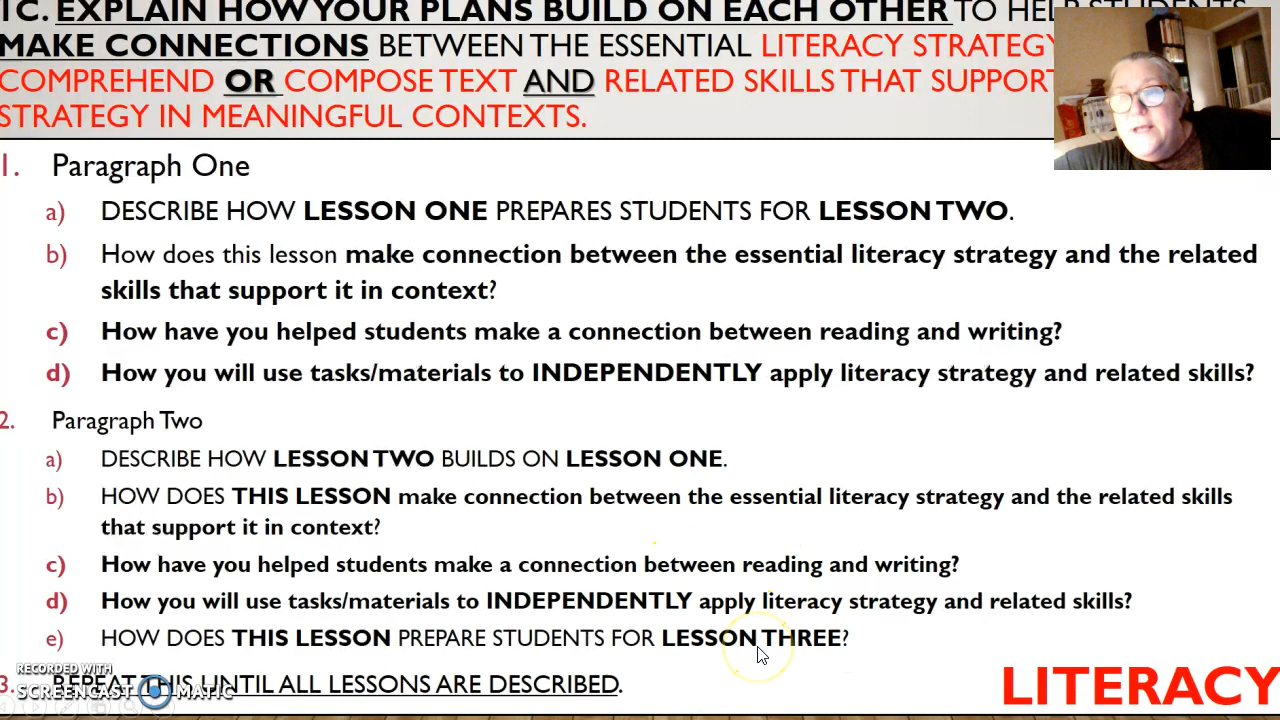 1C. EXPLAIN HOW YOUR PLANS BUILD ON EACH OTHER TO HELP STUDENTS
MAKE CONNECTIONS BETWEEN THE ESSENTIAL LITERACY STRATEGY
COMPREHEND OR COMPOSE TEXT AND RELATED SKILLS THAT SUPPORT
STRATEGY IN MEANINGFUL CONTEXTS.
1. Paragraph One
a) DESCRIBE HOW LESSON ONE PREPARES STUDENTS FOR LESSON TWO.
b) How does this lesson make connection between the essential literacy strategy and the related
skills that support it in context?
c) How have you helped students make a connection between reading and writing?
d) How you will use tasks/materials to INDEPENDENTLY apply literacy strategy and related skills?
2. Paragraph Two
a) DESCRIBE HOW LESSON TWO BUILDS ON LESSON ONE.
b) HOW DOES THIS LESSON make connection between the essential literacy strategy and the related skills
that support it in context?
c) How have you helped students make a connection between reading and writing?
d) How you will use tasks/materials to INDEPENDENTLY apply literacy strategy and related skills?
e) HOW DOES THIS LESSON PREPARE STUDENTS FOR LESSON THREE?
3. REPEAT THIS UNTIL ALL LESSONS ARE DESCRIBED.
RECORDED WITH
SCREENCAST MATIC
LITERACY